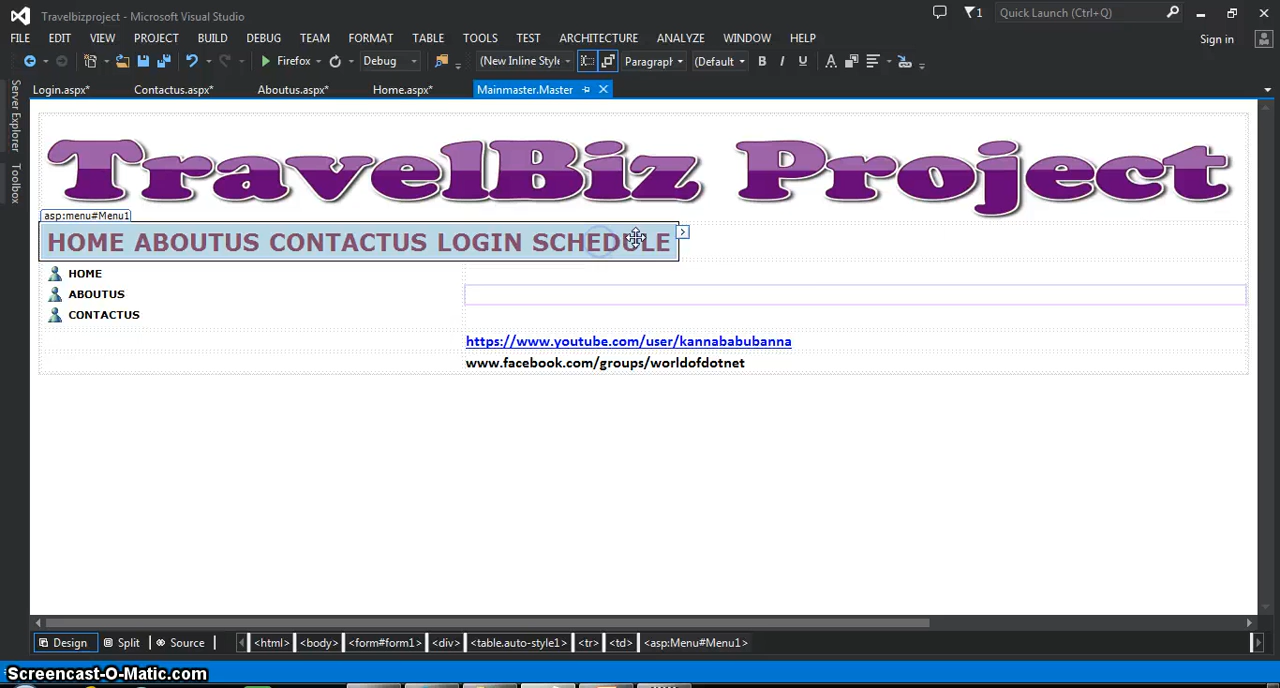 Travelbizproject - Microsoft Visual Studio
1
Quick Launch (Ctrl+Q)
FILE EDIT VIEW PROJECT BUILD DEBUG TEAM FORMAT TABLE TOOLS TEST ARCHITECTURE ANALYZE WINDOW HELP
Sign in
Firefox Debug (New Inline Style Paragraph (Default B I U A
Login.aspx* Contactus.aspx* Aboutus.aspx* Home.aspx* Mainmaster.Master
Server Explorer
Toolbox
TravelBiz Project
asp:menu#Menu1
HOME ABOUTUS CONTACTUS LOGIN SCHEDULE
HOME
ABOUTUS
CONTACTUS
https://www.youtube.com/user/kannababubanna
www.facebook.com/groups/worldofdotnet
Design Split Source <html> <body> <form#form1> <div> <table.auto-style1> <tr> <td> <asp:Menu#Menu1>
Screencast-O-Matic.com